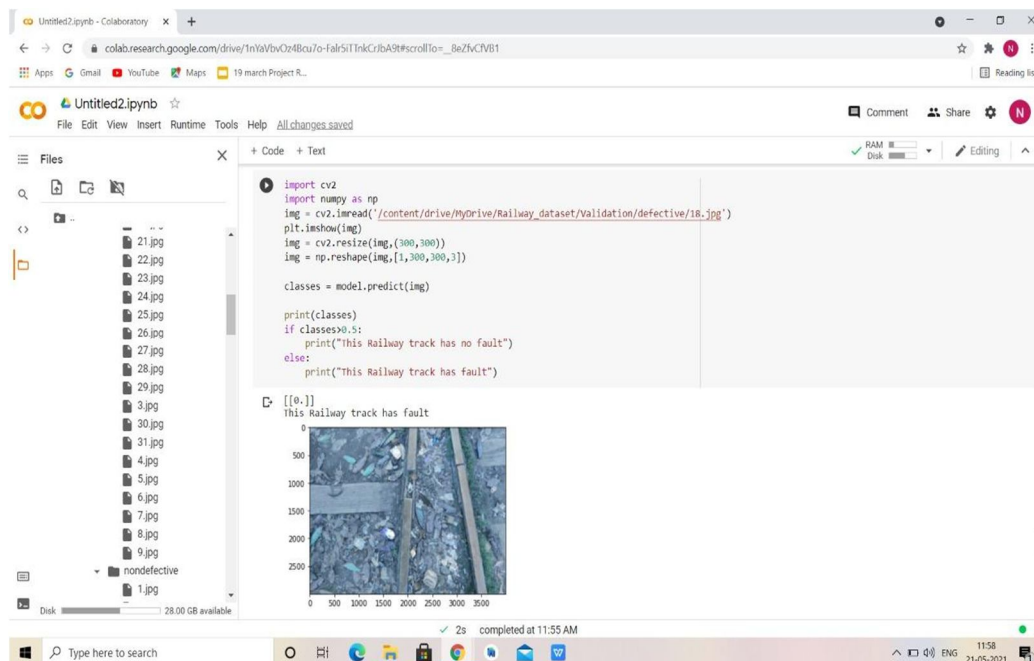 Untitled2.ipynb - Colaboratory
colab.research.google.com/drive/1nYaVbvOz4Bcu7o-FaIr5iTTnkCrJbA9t#scrollTo=__8eZfvCfVB1
Apps Gmail YouTube Maps 19 march Project R... Reading lis
Untitled2.ipynb
Comment Share N
File Edit View Insert Runtime Tools Help All changes saved
Files
+ Code + Text
RAM
Disk
Editing
..
21.jpg
22.jpg
23.jpg
24.jpg
25.jpg
26.jpg
27.jpg
28.jpg
29.jpg
3.jpg
30.jpg
31.jpg
4.jpg
5.jpg
6.jpg
7.jpg
8.jpg
9.jpg
nondefective
1.jpg
Disk 28.00 GB available
import cv2
import numpy as np
img = cv2.imread('/content/drive/MyDrive/Railway_dataset/Validation/defective/18.jpg')
plt.imshow(img)
img = cv2.resize(img,(300,300))
img = np.reshape(img,[1,300,300,3])
classes = model.predict(img)
print(classes)
if classes>0.5:
print("This Railway track has no fault")
else:
print("This Railway track has fault")
[[0.]]
This Railway track has fault
0
500
1000
1500
2000
2500
0 500 1000 1500 2000 2500 3000 3500
2s completed at 11:55 AM
Type here to search
ENG
11:58
21-05-2021